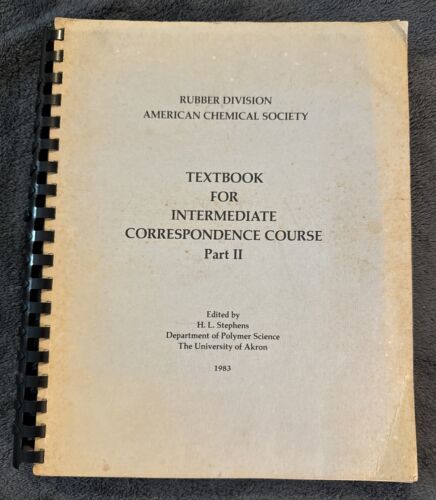 RUBBER DIVISION
AMERICAN CHEMICAL SOCIETY
TEXTBOOK
FOR
INTERMEDIATE
CORRESPONDENCE COURSE
Part II
Edited by
H. L. Stephens
Department of Polymer Science
The University of Akron
1983